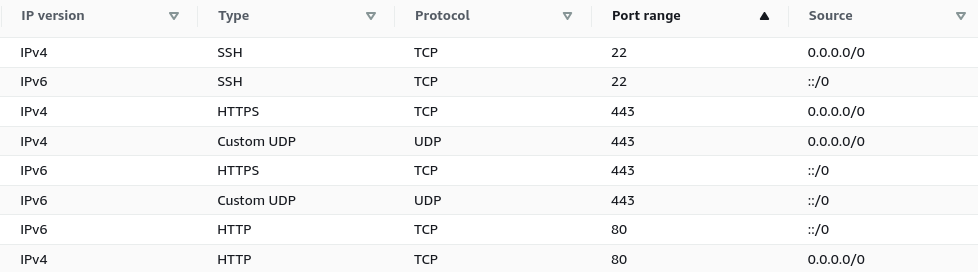 IP version Type Protocol Port range Source
IPv4 SSH TCP 22 0.0.0.0/0
IPv6 SSH TCP 22 ::/0
IPv4 HTTPS TCP 443 0.0.0.0/0
IPv4 Custom UDP UDP 443 0.0.0.0/0
IPv6 HTTPS TCP 443 ::/0
IPv6 Custom UDP UDP 443 ::/0
IPv6 HTTP TCP 80 ::/0
IPv4 HTTP TCP 80 0.0.0.0/0